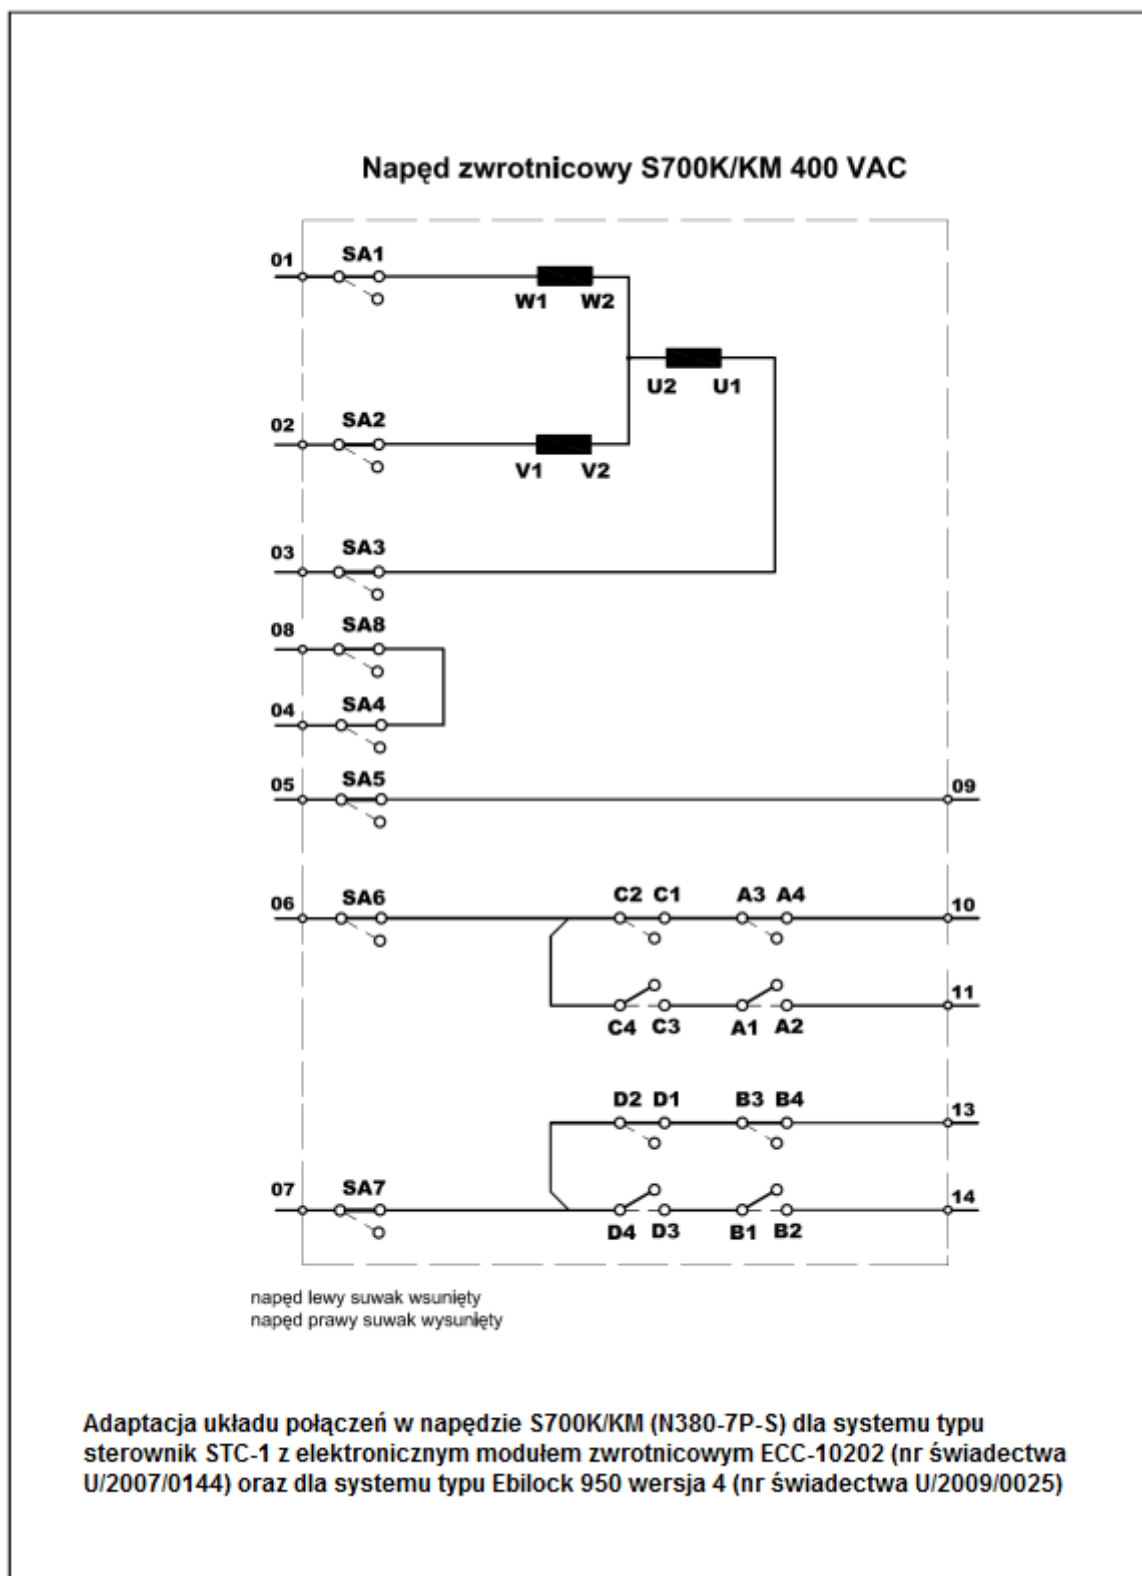 Napęd zwrotnicowy S700K/KM 400 VAC
01 SA1
W1 W2
U2 U1
02 SA2
V1 V2
03 SA3
08 SA8
04 SA4
05 SA5 09
06 SA6 C2 C1 A3 A4 10
C4 C3 A1 A2 11
D2 D1 B3 B4 13
07 SA7 14
D4 D3 B1 B2
napęd lewy suwak wsunięty
napęd prawy suwak wysunięty
Adaptacja układu połączeń w napędzie S700K/KM (N380-7P-S) dla systemu typu
sterownik STC-1 z elektronicznym modułem zwrotnicowym ECC-10202 (nr świadectwa
U/2007/0144) oraz dla systemu typu Ebilock 950 wersja 4 (nr świadectwa U/2009/0025)